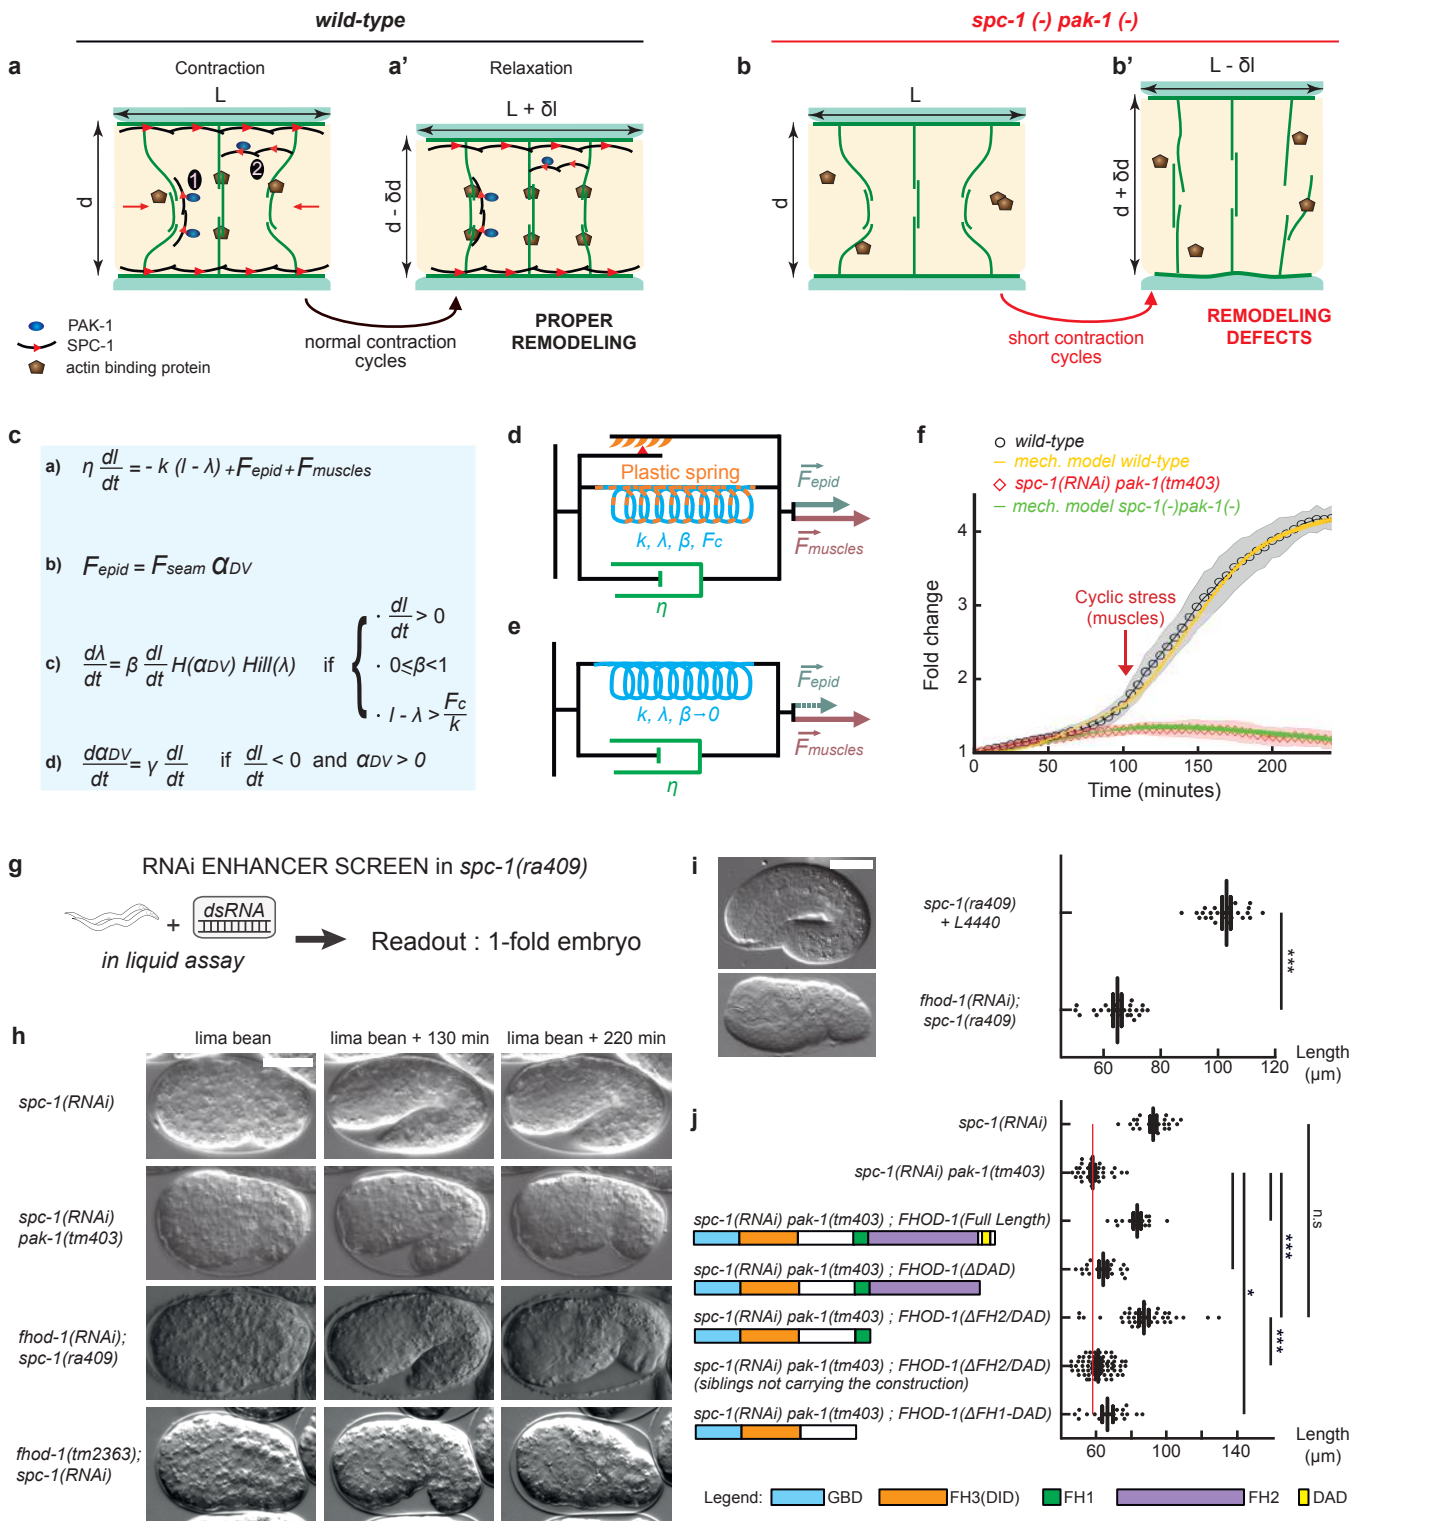 wild-type
spc-1 (-) pak-1 (-)
a
Contraction
L
d
1
2
a'
Relaxation
L + δl
d - δd
b
L
d
b'
L - δl
d + δd
normal contraction
cycles
PROPER
REMODELING
short contraction
cycles
REMODELING
DEFECTS
PAK-1
SPC-1
actin binding protein
c
a) η dl/dt = - k (l - λ) + Fepid + Fmuscles
b) Fepid = Fseam αDV
c) dλ/dt = β dl/dt H(αDV) Hill(λ) if { · dl/dt > 0
· 0≤β<1
· l - λ > Fc/k
d) dαDV/dt = γ dl/dt if dl/dt < 0 and αDV > 0
d
Plastic spring
k, λ, β, Fc
η
Fepid
Fmuscles
e
k, λ, β→0
η
Fepid
Fmuscles
f
wild-type
mech. model wild-type
spc-1(RNAi) pak-1(tm403)
mech. model spc-1(-)pak-1(-)
Cyclic stress
(muscles)
Fold change
4
3
2
1
0 50 100 150 200
Time (minutes)
g
RNAi ENHANCER SCREEN in spc-1(ra409)
+
dsRNA
in liquid assay
Readout : 1-fold embryo
h
lima bean
lima bean + 130 min
lima bean + 220 min
spc-1(RNAi)
spc-1(RNAi)
pak-1(tm403)
fhod-1(RNAi);
spc-1(ra409)
fhod-1(tm2363);
spc-1(RNAi)
i
spc-1(ra409)
+ L4440
fhod-1(RNAi);
spc-1(ra409)
***
60 80 100 120
Length
(µm)
j
spc-1(RNAi)
spc-1(RNAi) pak-1(tm403)
spc-1(RNAi) pak-1(tm403) ; FHOD-1(Full Length)
spc-1(RNAi) pak-1(tm403) ; FHOD-1(ΔDAD)
spc-1(RNAi) pak-1(tm403) ; FHOD-1(ΔFH2/DAD)
spc-1(RNAi) pak-1(tm403) ; FHOD-1(ΔFH2/DAD)
(siblings not carrying the construction)
spc-1(RNAi) pak-1(tm403) ; FHOD-1(ΔFH1-DAD)
n.s
***
*
***
60 100 140
Length
(µm)
Legend: GBD FH3(DID) FH1 FH2 DAD